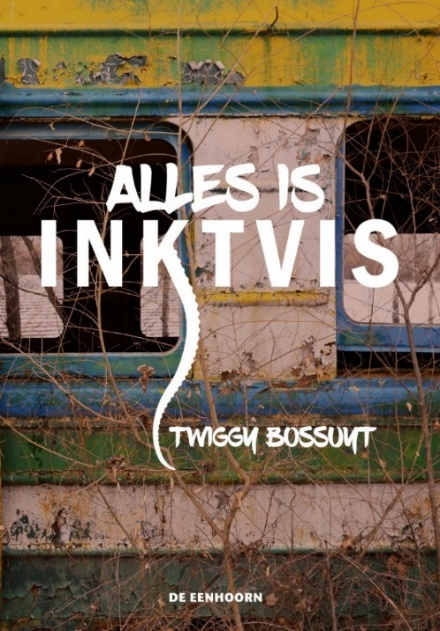 ALLES IS
INKTVIS
TWIGGY BOSSUYT
DE EENHOORN